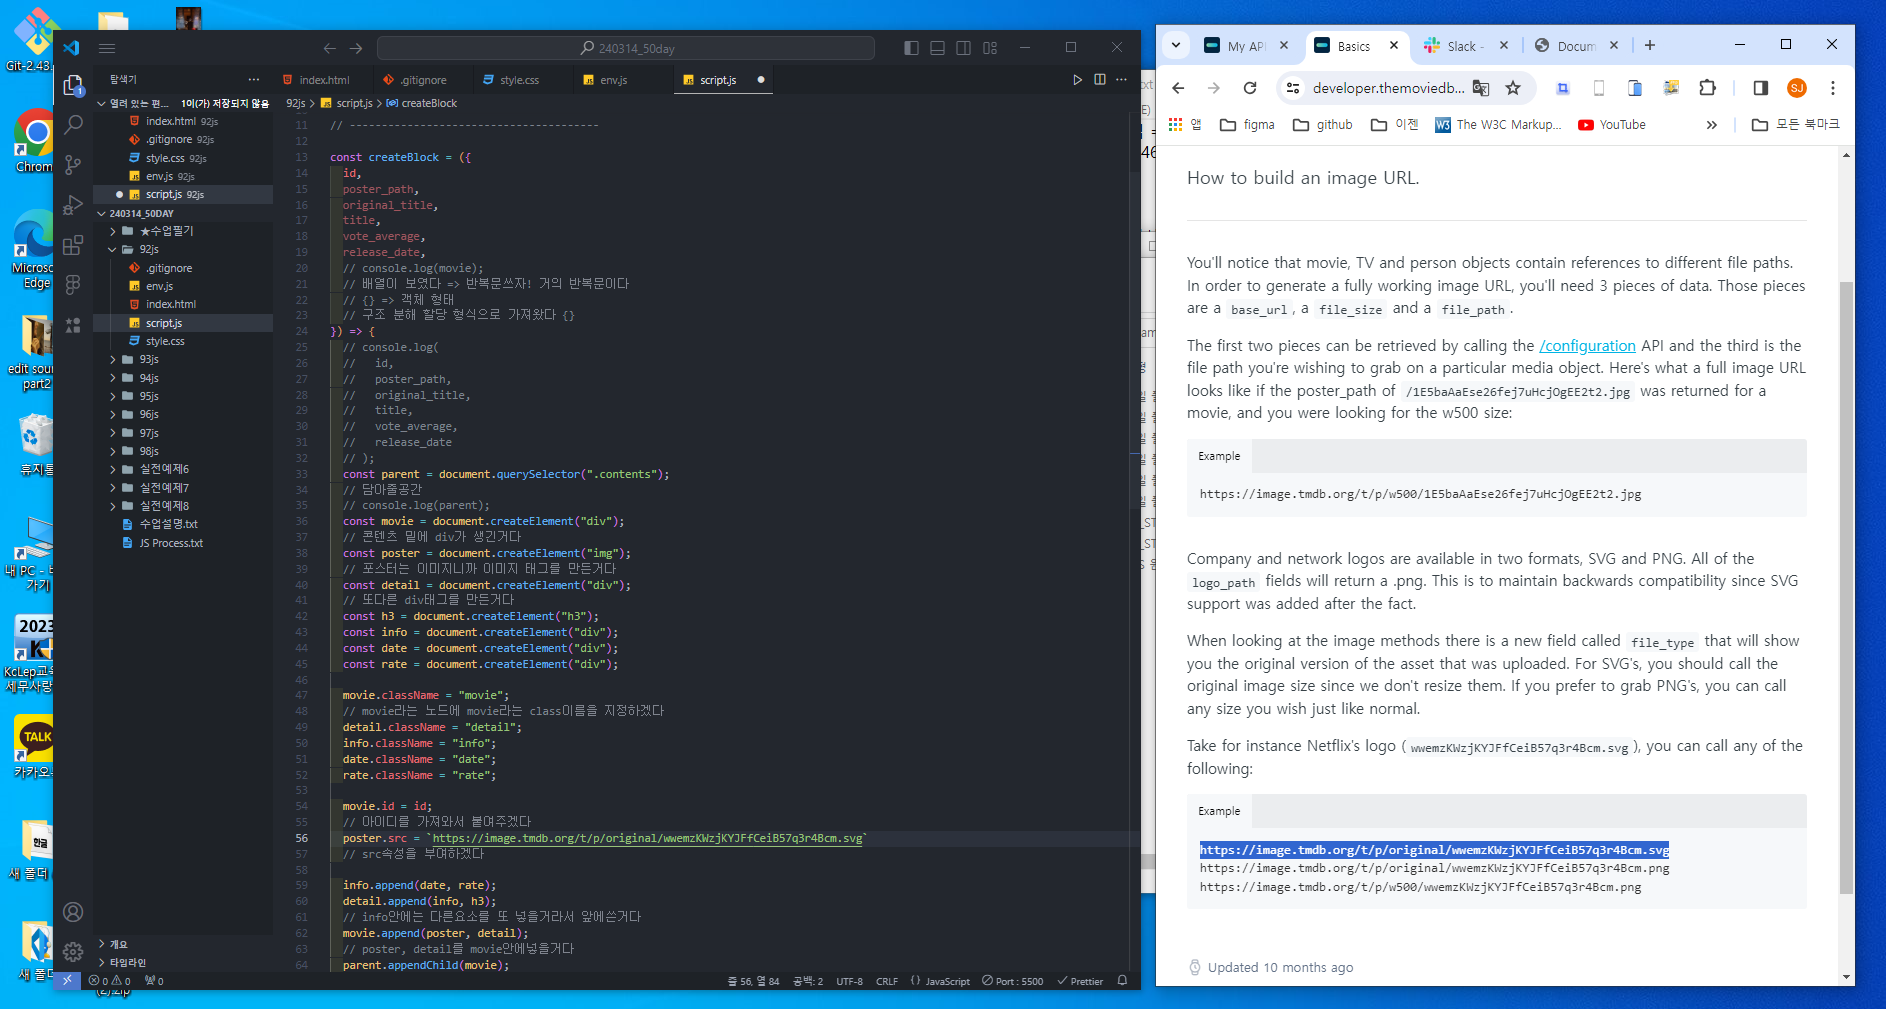 Git-2.43.
Chrom
Micros
Edge
edit sou
part2
휴지통
내 PC - 바
가기
2023
KcLep교육
세무사랑
TALK
카카오
한글
새 폴더
새 폴더
(2).zip
240314_50day
탐색기
열려 있는 편... 1이(가) 저장되지 않음
index.html 92js
.gitignore 92js
style.css 92js
env.js 92js
script.js 92js
240314_50DAY
★수업필기
92js
.gitignore
env.js
index.html
script.js
style.css
93js
94js
95js
96js
97js
98js
실전예제6
실전예제7
실전예제8
수업설명.txt
JS Process.txt
개요
타임라인
index.html
.gitignore
style.css
env.js
script.js
92js > script.js > createBlock
11 // ---------------------------------------
12
13 const createBlock = ({
14 id,
15 poster_path,
16 original_title,
17 title,
18 vote_average,
19 release_date,
20 // console.log(movie);
21 // 배열이 보였다 => 반복문쓰자! 거의 반복문이다
22 // {} => 객체 형태
23 // 구조 분해 할당 형식으로 가져왔다 {}
24 }) => {
25 // console.log(
26 // id,
27 // poster_path,
28 // original_title,
29 // title,
30 // vote_average,
31 // release_date
32 // );
33 const parent = document.querySelector(".contents");
34 // 담아줄공간
35 // console.log(parent);
36 const movie = document.createElement("div");
37 // 콘텐츠 밑에 div가 생긴거다
38 const poster = document.createElement("img");
39 // 포스터는 이미지니까 이미지 태그를 만든거다
40 const detail = document.createElement("div");
41 // 또다른 div태그를 만든거다
42 const h3 = document.createElement("h3");
43 const info = document.createElement("div");
44 const date = document.createElement("div");
45 const rate = document.createElement("div");
46
47 movie.className = "movie";
48 // movie라는 노드에 movie라는 class이름을 지정하겠다
49 detail.className = "detail";
50 info.className = "info";
51 date.className = "date";
52 rate.className = "rate";
53
54 movie.id = id;
55 // 아이디를 가져와서 붙여주겠다
56 poster.src = `https://image.tmdb.org/t/p/original/wwemzKWzjKYJFfCeiB57q3r4Bcm.svg`
57 // src속성을 부여하겠다
58
59 info.append(date, rate);
60 detail.append(info, h3);
61 // info안에는 다른요소를 또 넣을거라서 앞에쓴거다
62 movie.append(poster, detail);
63 // poster, detail를 movie안에넣을거다
64 parent.appendChild(movie);
0 0 0 줄 56, 열 84 공백: 2 UTF-8 CRLF {} JavaScript Port : 5500 Prettier
My API
Basics
Slack -
Docum
developer.themoviedb...
SJ
앱 figma github 이젠 The W3C Markup... YouTube » 모든 북마크
How to build an image URL.
You'll notice that movie, TV and person objects contain references to different file paths.
In order to generate a fully working image URL, you'll need 3 pieces of data. Those pieces
are a base_url, a file_size and a file_path.
The first two pieces can be retrieved by calling the /configuration API and the third is the
file path you're wishing to grab on a particular media object. Here's what a full image URL
looks like if the poster_path of /1E5baAaEse26fej7uHcjOgEE2t2.jpg was returned for a
movie, and you were looking for the w500 size:
Example
https://image.tmdb.org/t/p/w500/1E5baAaEse26fej7uHcjOgEE2t2.jpg
Company and network logos are available in two formats, SVG and PNG. All of the
logo_path fields will return a .png. This is to maintain backwards compatibility since SVG
support was added after the fact.
When looking at the image methods there is a new field called file_type that will show
you the original version of the asset that was uploaded. For SVG's, you should call the
original image size since we don't resize them. If you prefer to grab PNG's, you can call
any size you wish just like normal.
Take for instance Netflix's logo ( wwemzKWzjKYJFfCeiB57q3r4Bcm.svg ), you can call any of the
following:
Example
https://image.tmdb.org/t/p/original/wwemzKWzjKYJFfCeiB57q3r4Bcm.svg
https://image.tmdb.org/t/p/original/wwemzKWzjKYJFfCeiB57q3r4Bcm.png
https://image.tmdb.org/t/p/w500/wwemzKWzjKYJFfCeiB57q3r4Bcm.png
Updated 10 months ago